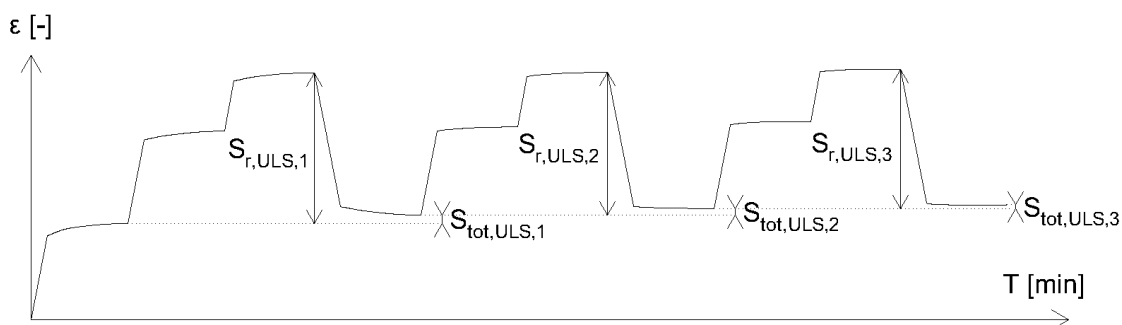 ε [-]
S_r,ULS,1
S_r,ULS,2
S_r,ULS,3
S_tot,ULS,1
S_tot,ULS,2
S_tot,ULS,3
T [min]